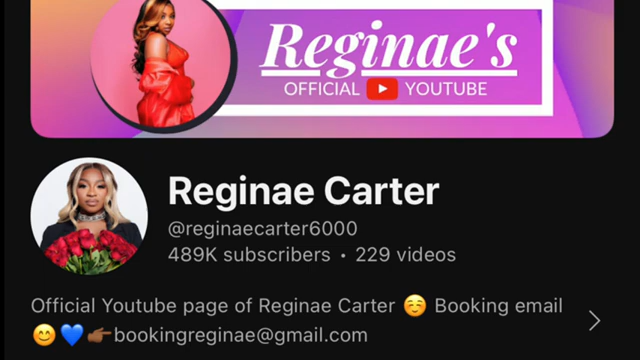 Reginae's
OFFICIAL YOUTUBE
Reginae Carter
@reginaecarter6000
489K subscribers • 229 videos
Official Youtube page of Reginae Carter ☺️ Booking email
😊💙👉🏾bookingreginae@gmail.com